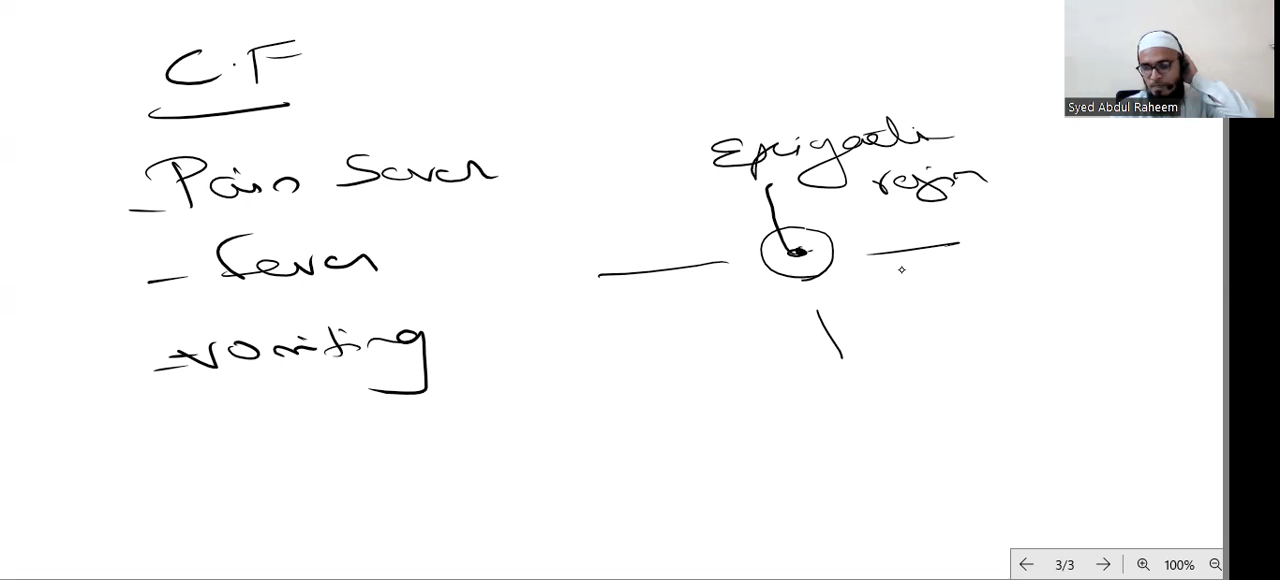 C.F
- Pain Sever
- fever
- vomiting
Epigastric
region
Syed Abdul Raheem
3/3
100%